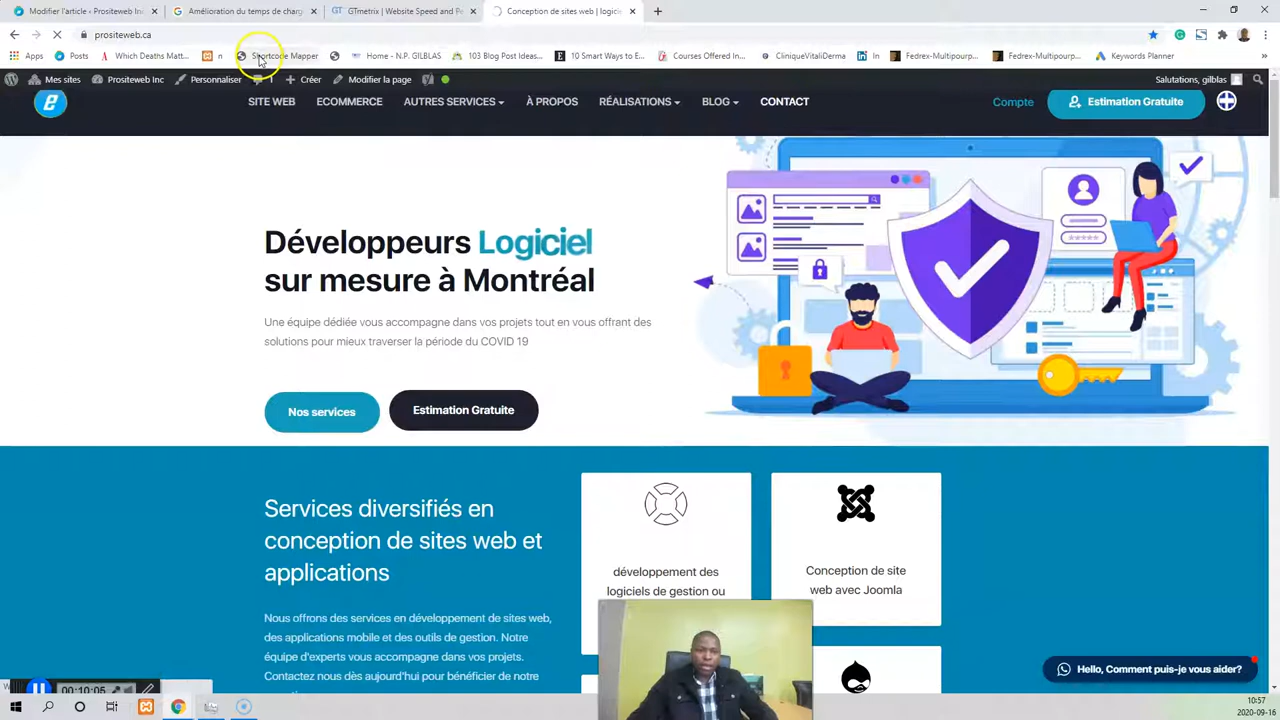 Modifier l'article ‹ Prositeweb Inc
Amélioration du temps de charg
GTmetrix | Website Speed and Pe
Conception de sites web | logici
prositeweb.ca
Apps
Posts
Which Deaths Matt...
n
Shortcode Mapper
Home - N.P. GILBLAS
103 Blog Post Ideas...
10 Smart Ways to E...
Courses Offered In...
CliniqueVitaliDerma
In
Fedrex-Multipourp...
Fedrex-Multipourp...
Keywords Planner
Mes sites
Prositeweb Inc
Personnaliser
1
Créer
Modifier la page
Salutations, gilblas
SITE WEB
ECOMMERCE
AUTRES SERVICES
À PROPOS
RÉALISATIONS
BLOG
CONTACT
Compte
Estimation Gratuite
Développeurs Logiciel
sur mesure à Montréal
Une équipe dédiée vous accompagne dans vos projets tout en vous offrant des
solutions pour mieux traverser la période du COVID 19
Nos services
Estimation Gratuite
Services diversifiés en
conception de sites web et
applications
Nous offrons des services en développement de sites web,
des applications mobile et des outils de gestion. Notre
équipe d'experts vous accompagne dans vos projets.
Contactez nous dès aujourd'hui pour bénéficier de notre
développement des
logiciels de gestion ou
Conception de site
web avec Joomla
Hello, Comment puis-je vous aider?
00:10:05
10:57
2020-09-16